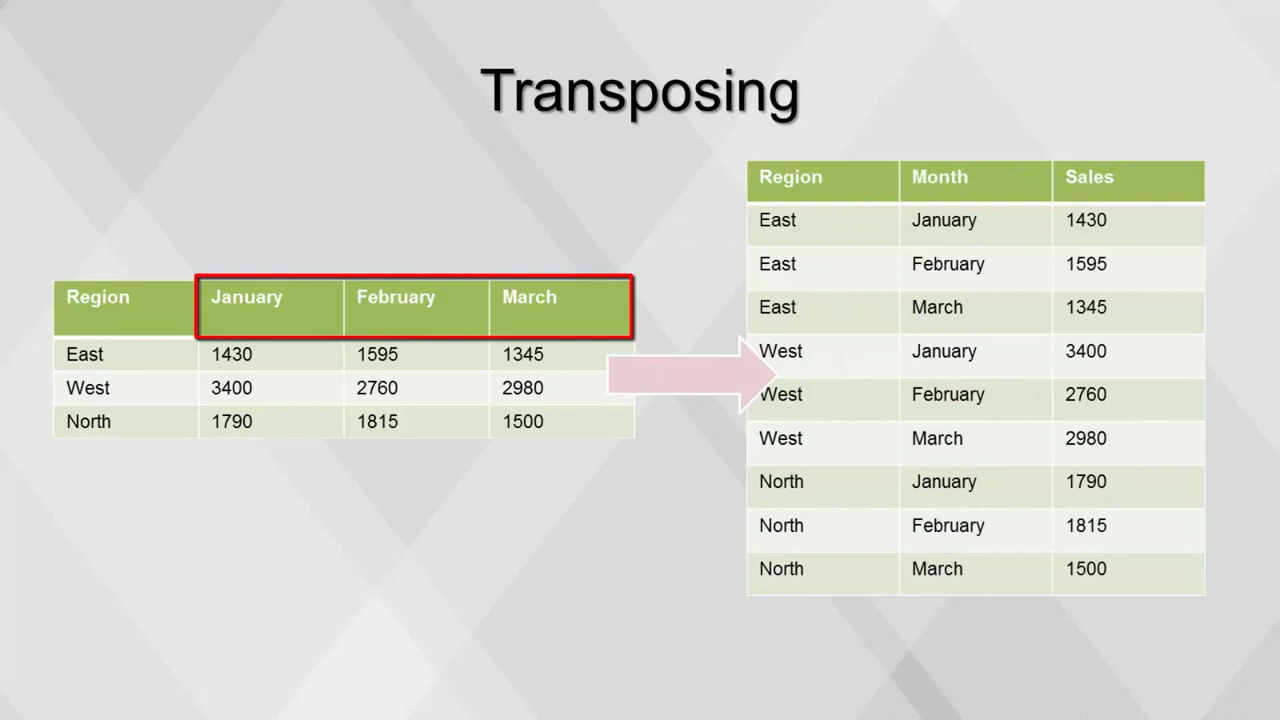 Transposing
Region January February March
East 1430 1595 1345
West 3400 2760 2980
North 1790 1815 1500
Region Month Sales
East January 1430
East February 1595
East March 1345
West January 3400
West February 2760
West March 2980
North January 1790
North February 1815
North March 1500